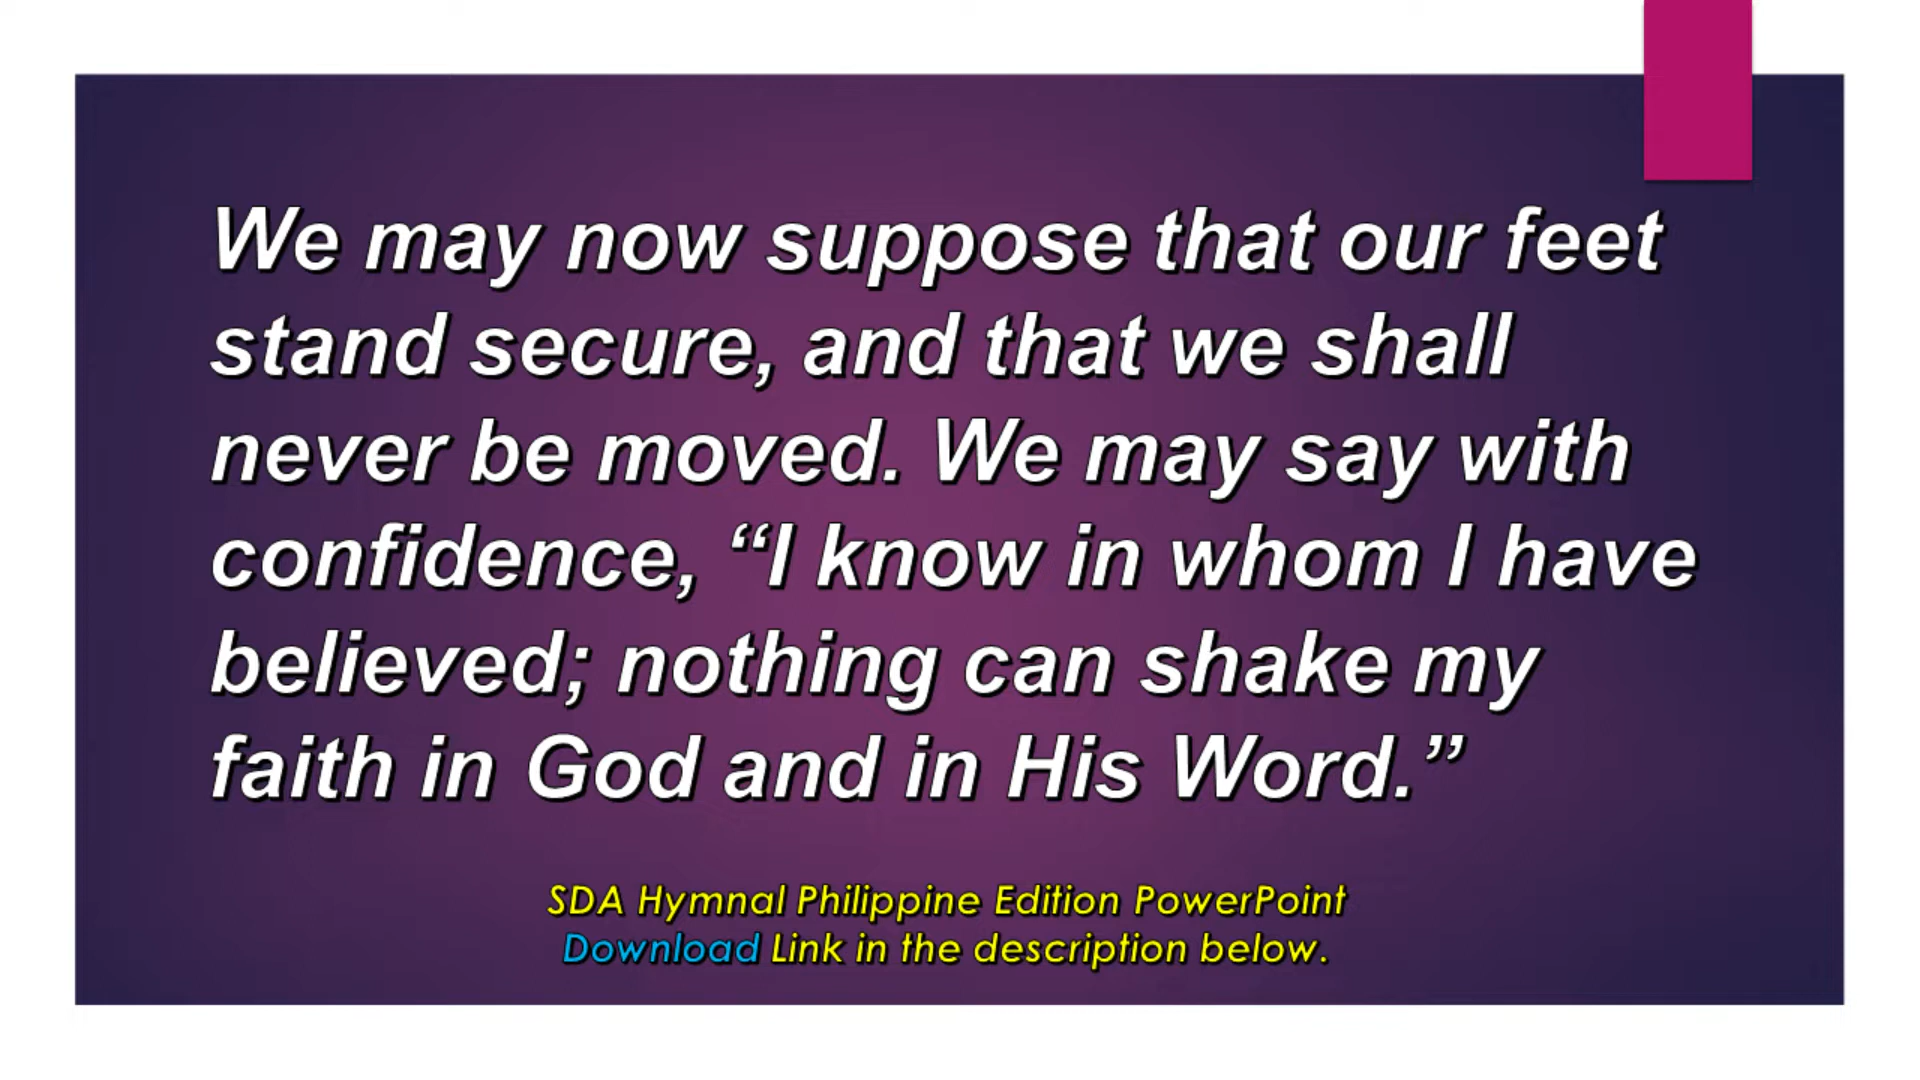 We may now suppose that our feet
stand secure, and that we shall
never be moved. We may say with
confidence, “I know in whom I have
believed; nothing can shake my
faith in God and in His Word.”
SDA Hymnal Philippine Edition PowerPoint
Download Link in the description below.